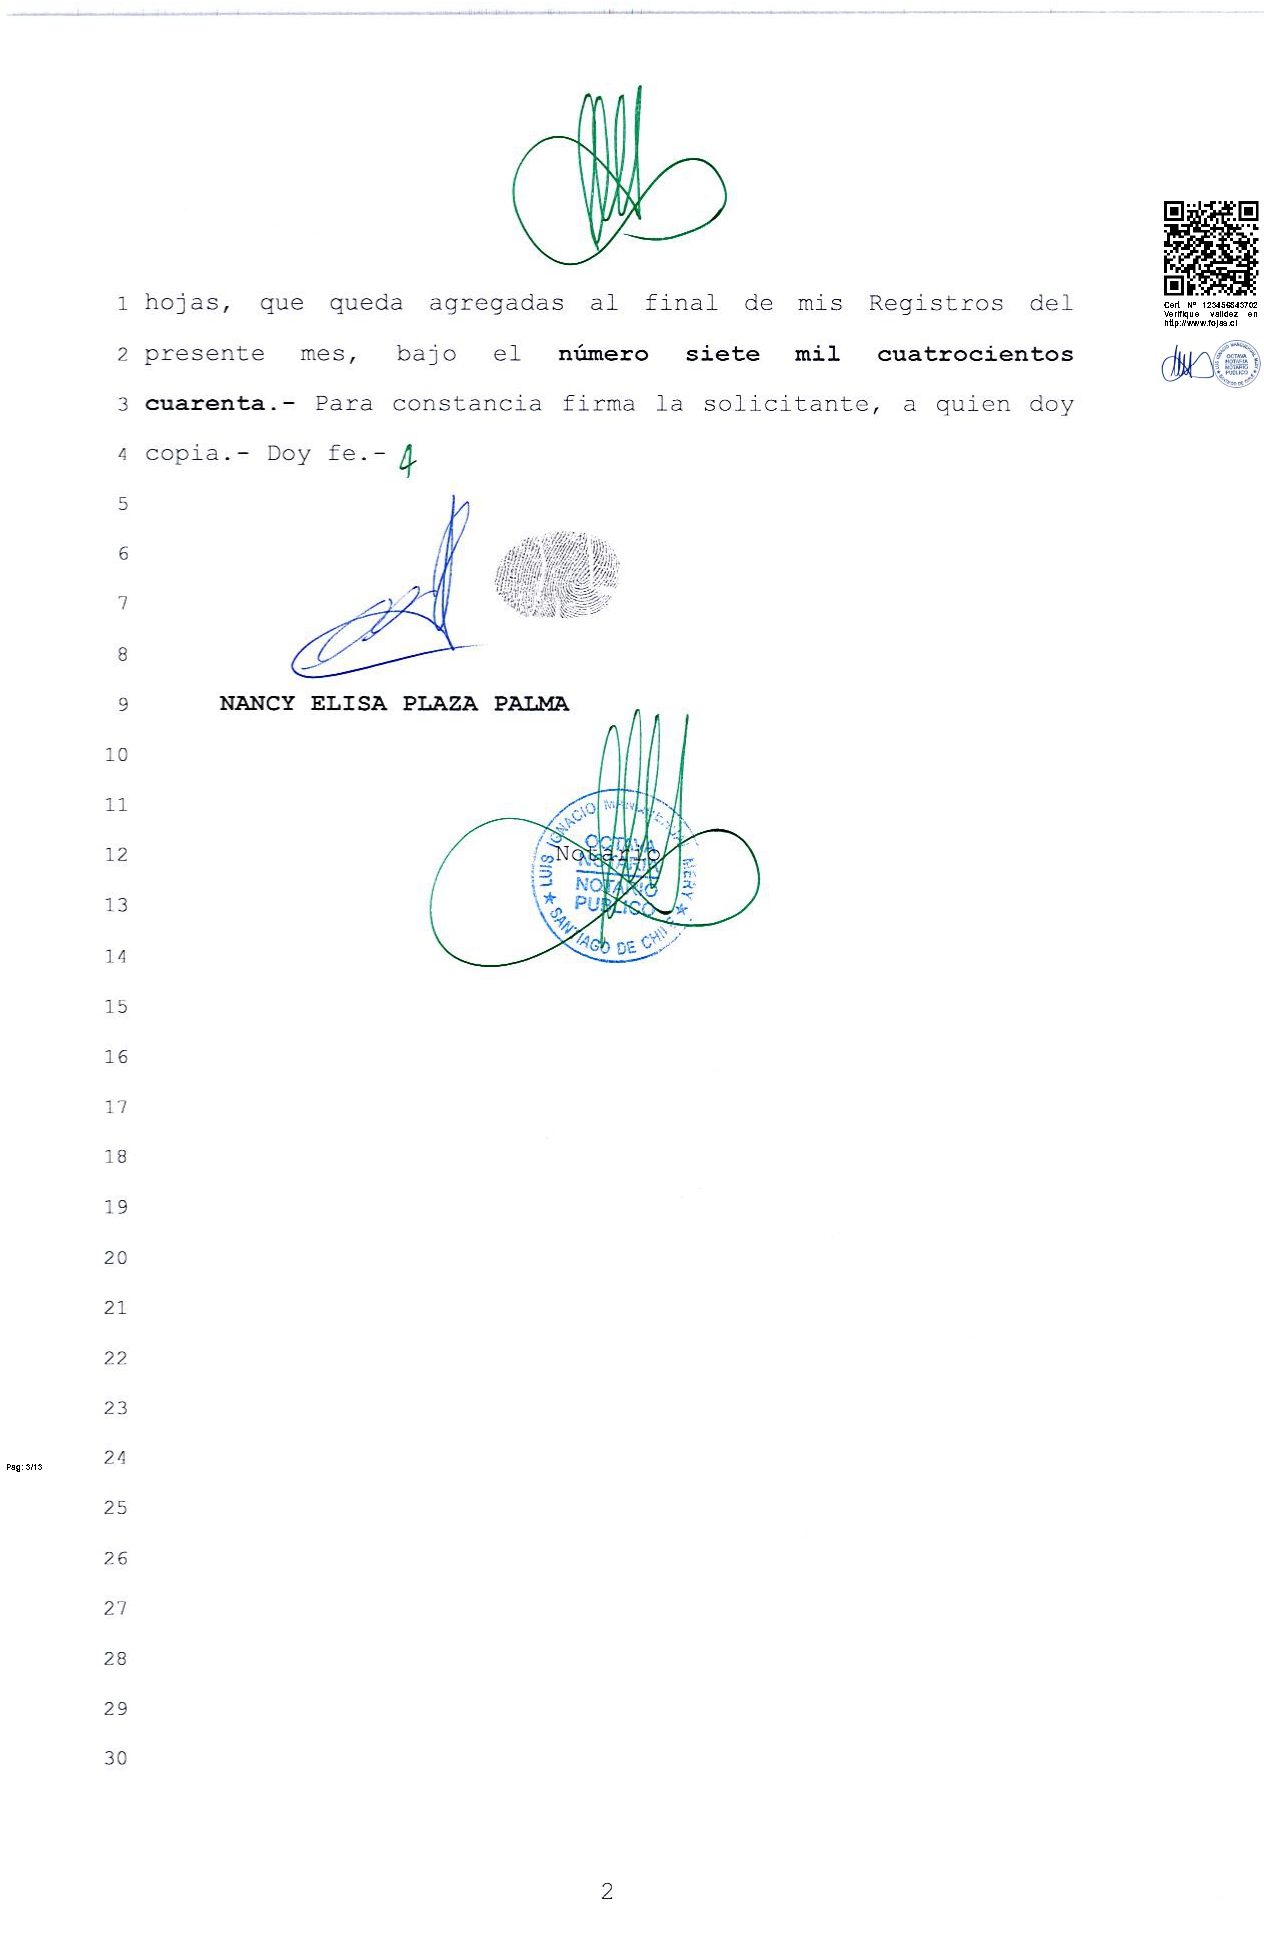 Cert. Nº 123456843702
Verifique validez en
http://www.fojas.cl
1 hojas, que queda agregadas al final de mis Registros del
2 presente mes, bajo el número siete mil cuatrocientos
3 cuarenta.- Para constancia firma la solicitante, a quien doy
4 copia.- Doy fe.-
5
6
7
8
9 NANCY ELISA PLAZA PALMA
10
11
12 Notario
LUIS IGNACIO MERY
OCTAVA
NOTARIA
NOTARIO
PUBLICO
SANTIAGO DE CHILE
13
14
15
16
17
18
19
20
21
22
23
24
Pag: 3/13
25
26
27
28
29
30
2